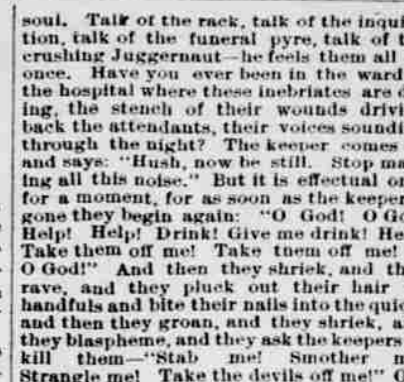 soul. Talk of the rack, talk of the inqui
tion, talk of the funeral pyre, talk of t
crushing Juggernaut—he feels them all
once. Have you ever been in the ward
the hospital where these inebriates are d
ing, the stench of their wounds drivi
back the attendants, their voices soundi
through the night? The keeper comes
and says: "Hush, now be still. Stop ma
ing all this noise." But it is effectual on
for a moment, for as soon as the keeper
gone they begin again: "O God! O Go
Help! Help! Drink! Give me drink! He
Take them off me! Take tnem off me!
O God!" And then they shriek, and th
rave, and they pluck out their hair
handfuls and bite their nails into the quic
and then they groan, and they shriek, a
they blaspheme, and they ask the keepers
kill them—"Stab me! Smother m
Strangle me! Take the devils off me!" O